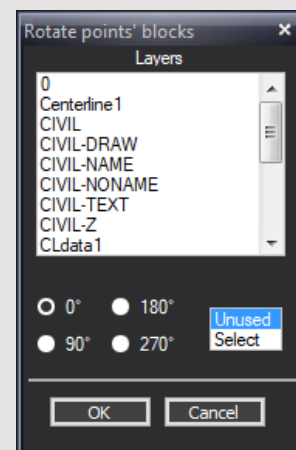 Rotate points' blocks ×
Layers
0
Centerline1
CIVIL
CIVIL-DRAW
CIVIL-NAME
CIVIL-NONAME
CIVIL-TEXT
CIVIL-Z
CLdata1
0° 180°
90° 270°
Unused
Select
OK Cancel